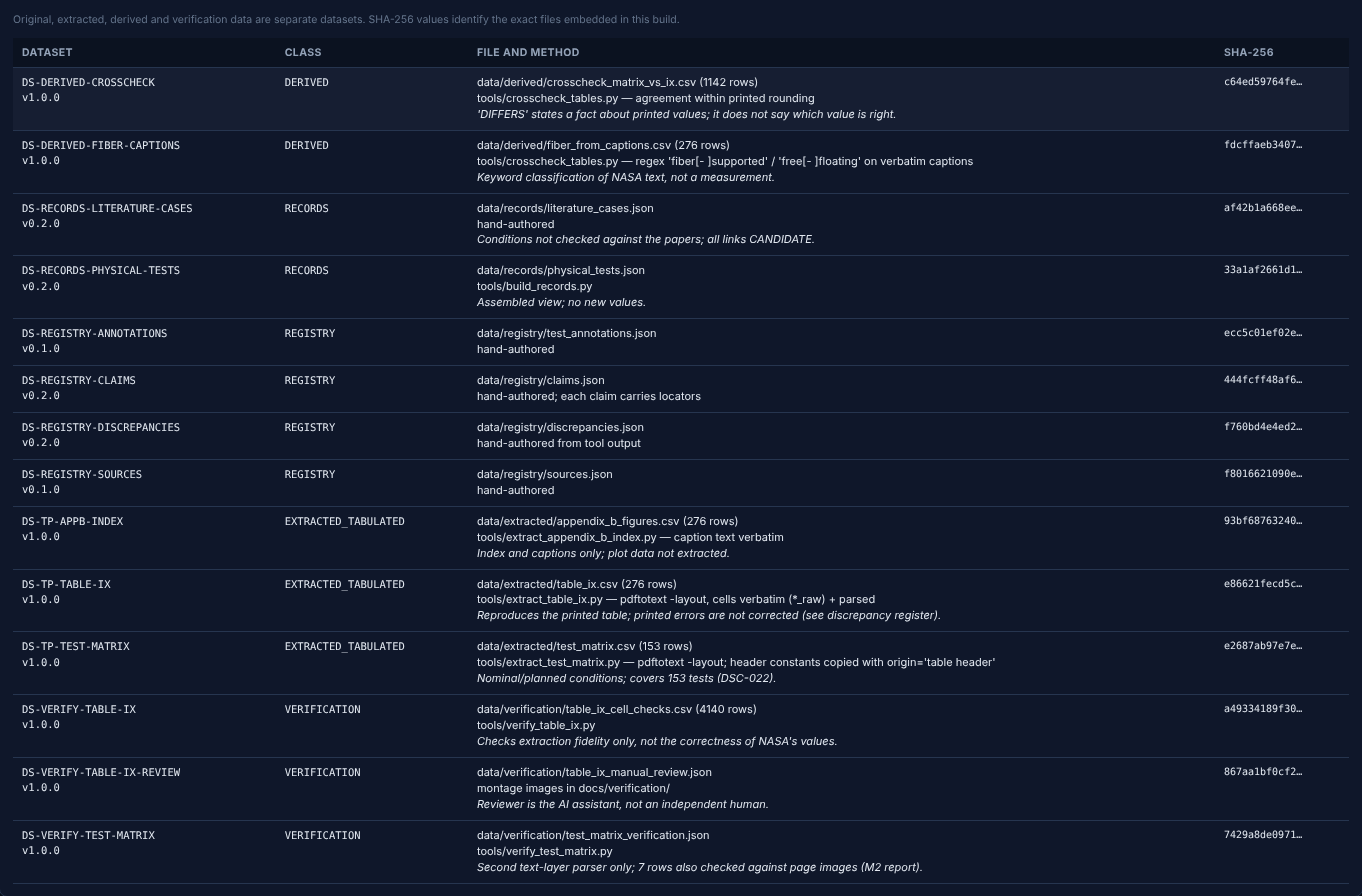 Original, extracted, derived and verification data are separate datasets. SHA-256 values identify the exact files embedded in this build.
DATASET CLASS FILE AND METHOD SHA-256
DS-DERIVED-CROSSCHECK DERIVED data/derived/crosscheck_matrix_vs_ix.csv (1142 rows) c64ed59764fe…
v1.0.0 tools/crosscheck_tables.py — agreement within printed rounding
'DIFFERS' states a fact about printed values; it does not say which value is right.
DS-DERIVED-FIBER-CAPTIONS DERIVED data/derived/fiber_from_captions.csv (276 rows) fdcffaeb3407…
v1.0.0 tools/crosscheck_tables.py — regex 'fiber[- ]supported' / 'free[- ]floating' on verbatim captions
Keyword classification of NASA text, not a measurement.
DS-RECORDS-LITERATURE-CASES RECORDS data/records/literature_cases.json af42b1a668ee…
v0.2.0 hand-authored
Conditions not checked against the papers; all links CANDIDATE.
DS-RECORDS-PHYSICAL-TESTS RECORDS data/records/physical_tests.json 33a1af2661d1…
v0.2.0 tools/build_records.py
Assembled view; no new values.
DS-REGISTRY-ANNOTATIONS REGISTRY data/registry/test_annotations.json ecc5c01ef02e…
v0.1.0 hand-authored
DS-REGISTRY-CLAIMS REGISTRY data/registry/claims.json 444fcff48af6…
v0.2.0 hand-authored; each claim carries locators
DS-REGISTRY-DISCREPANCIES REGISTRY data/registry/discrepancies.json f760bd4e4ed2…
v0.2.0 hand-authored from tool output
DS-REGISTRY-SOURCES REGISTRY data/registry/sources.json f8016621090e…
v0.1.0 hand-authored
DS-TP-APPB-INDEX EXTRACTED_TABULATED data/extracted/appendix_b_figures.csv (276 rows) 93bf68763240…
v1.0.0 tools/extract_appendix_b_index.py — caption text verbatim
Index and captions only; plot data not extracted.
DS-TP-TABLE-IX EXTRACTED_TABULATED data/extracted/table_ix.csv (276 rows) e86621fecd5c…
v1.0.0 tools/extract_table_ix.py — pdftotext -layout, cells verbatim (*_raw) + parsed
Reproduces the printed table; printed errors are not corrected (see discrepancy register).
DS-TP-TEST-MATRIX EXTRACTED_TABULATED data/extracted/test_matrix.csv (153 rows) e2687ab97e7e…
v1.0.0 tools/extract_test_matrix.py — pdftotext -layout; header constants copied with origin='table header'
Nominal/planned conditions; covers 153 tests (DSC-022).
DS-VERIFY-TABLE-IX VERIFICATION data/verification/table_ix_cell_checks.csv (4140 rows) a49334189f30…
v1.0.0 tools/verify_table_ix.py
Checks extraction fidelity only, not the correctness of NASA's values.
DS-VERIFY-TABLE-IX-REVIEW VERIFICATION data/verification/table_ix_manual_review.json 867aa1bf0cf2…
v1.0.0 montage images in docs/verification/
Reviewer is the AI assistant, not an independent human.
DS-VERIFY-TEST-MATRIX VERIFICATION data/verification/test_matrix_verification.json 7429a8de0971…
v1.0.0 tools/verify_test_matrix.py
Second text-layer parser only; 7 rows also checked against page images (M2 report).